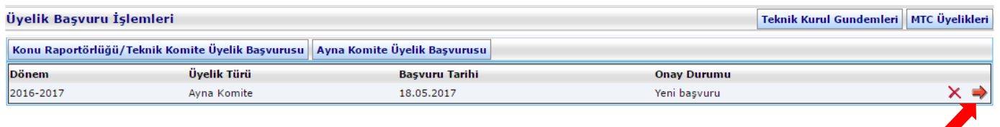 Üyelik Başvuru İşlemleri Teknik Kurul Gundemleri MTC Üyelikleri
Konu Raportörlüğü/Teknik Komite Üyelik Başvurusu Ayna Komite Üyelik Başvurusu
Dönem Üyelik Türü Başvuru Tarihi Onay Durumu
2016-2017 Ayna Komite 18.05.2017 Yeni başvuru